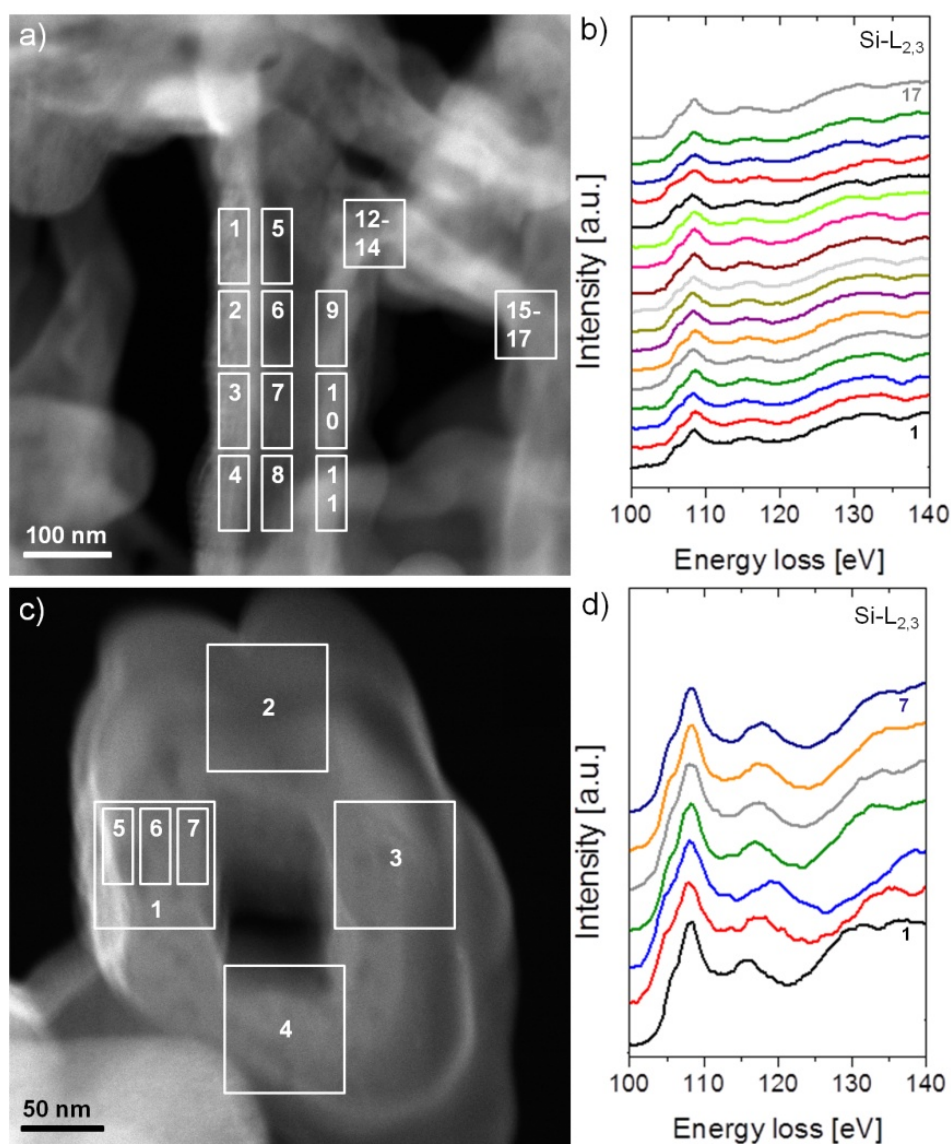 a)
1
5
12-
14
2
6
9
15-
17
3
7
1
0
4
8
1
1
100 nm
b)
Si-L2,3
17
1
Intensity [a.u.]
100 110 120 130 140
Energy loss [eV]
c)
2
5 6 7
3
1
4
50 nm
d)
Si-L2,3
7
1
Intensity [a.u.]
100 110 120 130 140
Energy loss [eV]